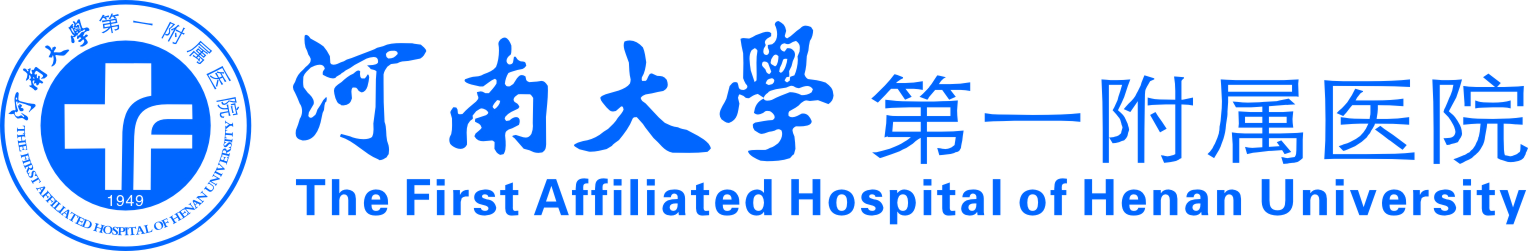 河南大學第一附属医院
THE FIRST AFFILIATED HOSPITAL OF HENAN UNIVERSITY
1949
河南大學第一附属医院
The First Affiliated Hospital of Henan University